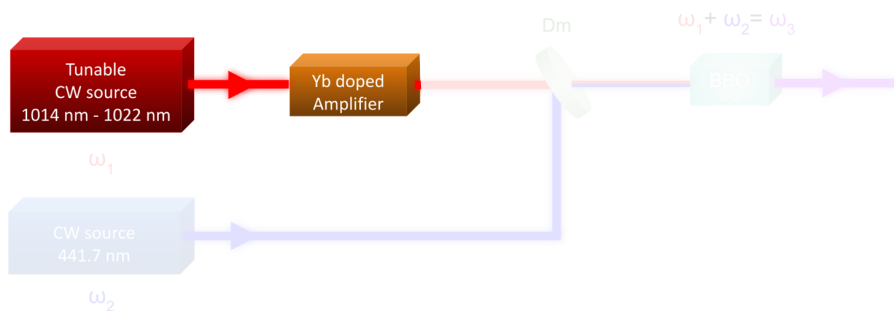 Dm
ω₁+ ω₂= ω₃
Tunable
CW source
1014 nm - 1022 nm
Yb doped
Amplifier
BBO
ω₁
CW source
441.7 nm
ω₂